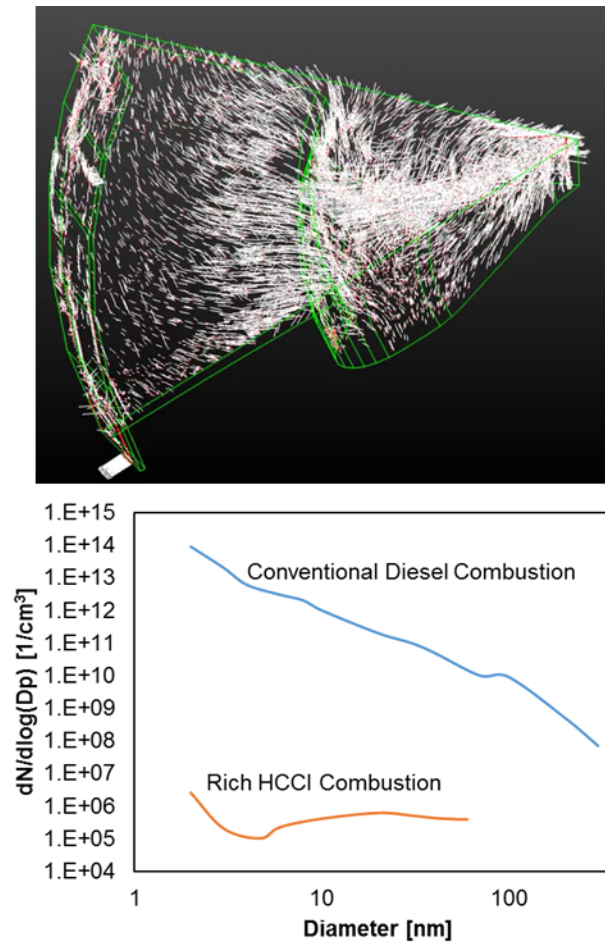 1.E+15
1.E+14
1.E+13
1.E+12
1.E+11
1.E+10
1.E+09
1.E+08
1.E+07
1.E+06
1.E+05
1.E+04
dN/dlog(Dp) [1/cm³]
Conventional Diesel Combustion
Rich HCCI Combustion
1 10 100
Diameter [nm]